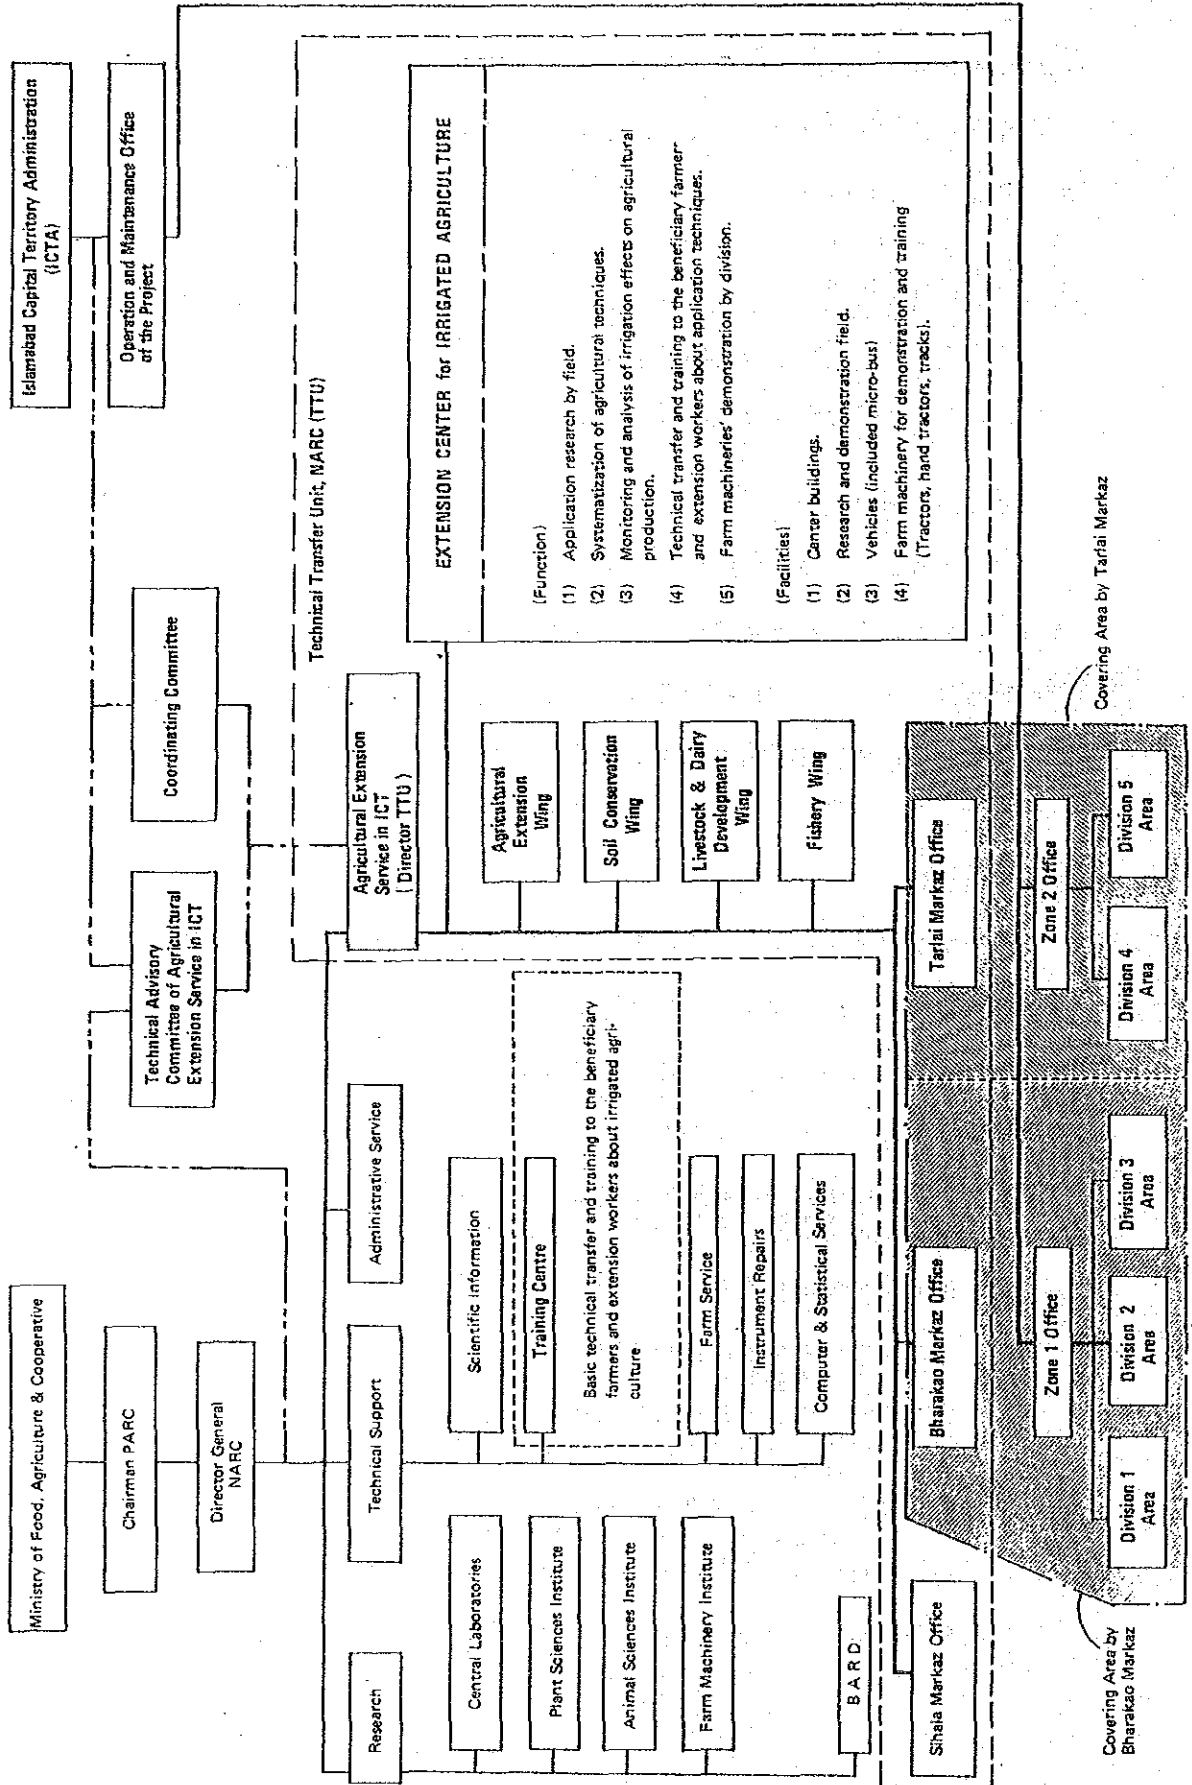 Ministry of Food, Agriculture & Cooperative
Chairman PARC
Director General
NARC
Islamabad Capital Territory Administration
(ICTA)
Operation and Maintenance Office
of the Project
Technical Advisory
Committee of Agricultural
Extension Service in ICT
Coordinating Committee
Technical Transfer Unit, NARC (TTU)
Research
Technical Support
Administrative Service
Agricultural Extension
Service in ICT
(Director TTU)
Central Laboratories
Plant Sciences Institute
Animal Sciences Institute
Farm Machinery Institute
BARD
Scientific Information
Training Centre
Basic technical transfer and training to the beneficiary
farmers and extension workers about irrigated agri-
culture
Farm Service
Instrument Repairs
Computer & Statistical Services
Agricultural
Extension
Wing
Soil Conservation
Wing
Livestock & Dairy
Development
Wing
Fishery Wing
EXTENSION CENTER for IRRIGATED AGRICULTURE
(Function)
(1) Application research by field.
(2) Systematization of agricultural techniques.
(3) Monitoring and analysis of irrigation effects on agricultural
production.
(4) Technical transfer and training to the beneficiary farmer
and extension workers about application techniques.
(5) Farm machineries' demonstration by division.
(Facilities)
(1) Center buildings.
(2) Research and demonstration field.
(3) Vehicles (included micro-bus)
(4) Farm machinery for demonstration and training
(Tractors, hand tractors, tracks).
Sihala Markaz Office
Bharakao Markaz Office
Tarlai Markaz Office
Zone 1 Office
Zone 2 Office
Division 1
Area
Division 2
Area
Division 3
Area
Division 4
Area
Division 5
Area
Covering Area by
Bharakao Markaz
Covering Area by Tarlai Markaz